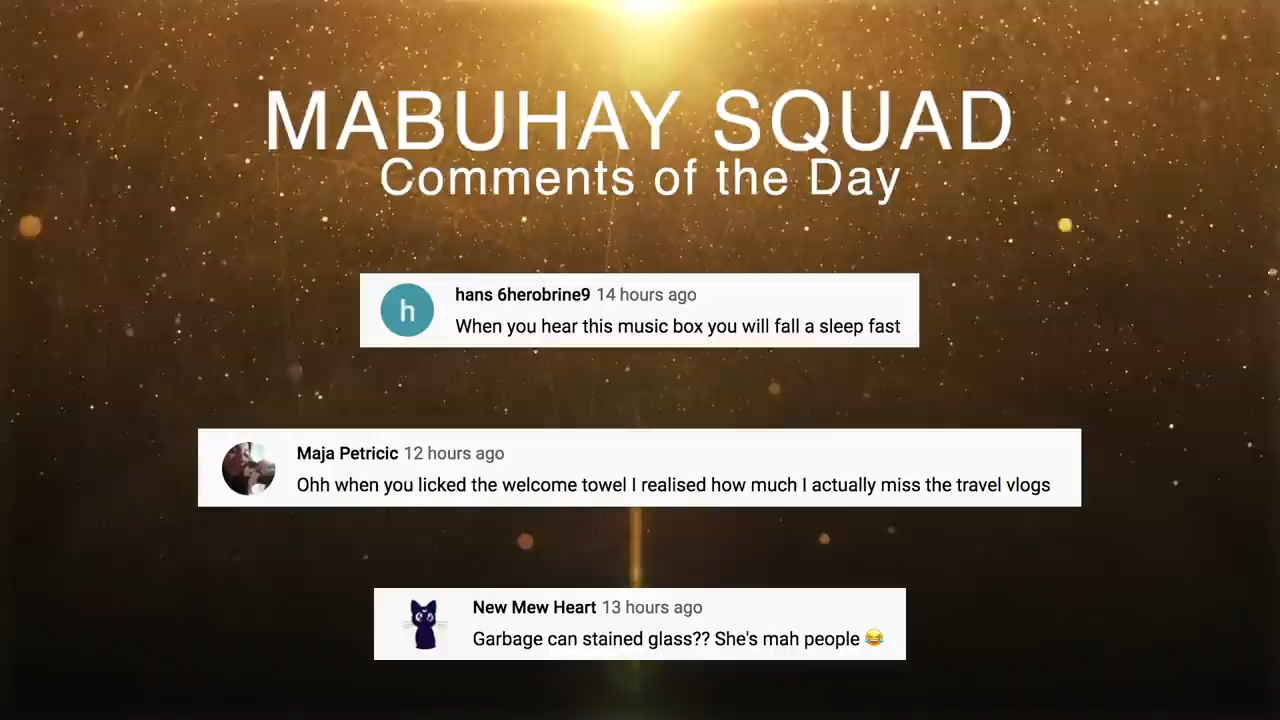 MABUHAY SQUAD
Comments of the Day
h
hans 6herobrine9 14 hours ago
When you hear this music box you will fall a sleep fast
Maja Petricic 12 hours ago
Ohh when you licked the welcome towel I realised how much I actually miss the travel vlogs
New Mew Heart 13 hours ago
Garbage can stained glass?? She's mah people 😂